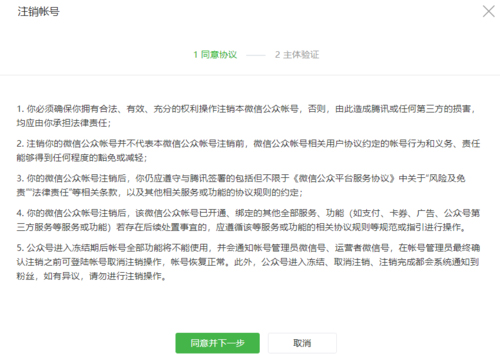 注销帐号
1 同意协议 2 主体验证
1. 你必须确保你拥有合法、有效、充分的权利操作注销本微信公众帐号，否则，由此造成腾讯或任何第三方的损害，
均应由你承担法律责任；
2. 注销你的微信公众帐号并不代表本微信公众帐号注销前，微信公众帐号相关用户协议约定的帐号行为和义务、责任
能够得到任何程度的豁免或减轻；
3. 你的微信公众帐号注销后，你仍应遵守与腾讯签署的包括但不限于《微信公众平台服务协议》中关于“风险及免
责”“法律责任”等相关条款，以及其他相关服务或功能的协议规则的约定；
4. 你的微信公众帐号注销后，该微信公众帐号已开通、绑定的其他全部服务、功能（如支付、卡券、广告、公众号第
三方服务等服务或功能）若存在后续处置事宜的，应遵循该等服务或功能的相关协议规则等规范或指引进行操作。
5. 公众号进入冻结期后帐号全部功能将不能使用，并会通知帐号管理员微信号、运营者微信号，在帐号管理员最终确
认注销之前可登陆帐号取消注销操作，帐号恢复正常。此外，公众号进入冻结、取消注销、注销完成都会系统通知到
粉丝，如有异议，请勿进行注销操作。
同意并下一步 取消